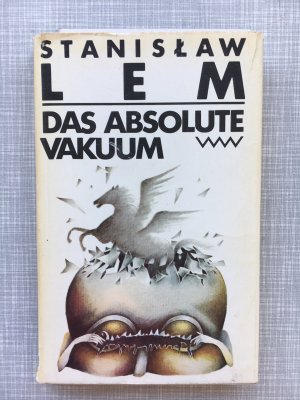 STANISŁAW
LEM
DAS ABSOLUTE
VAKUUM